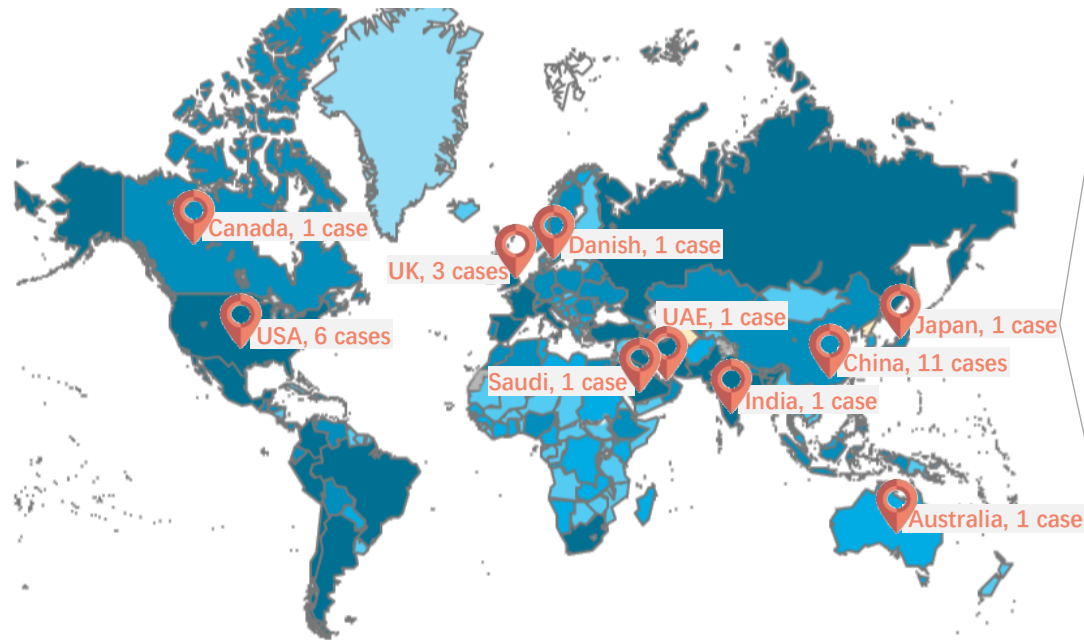 Canada, 1 case
Danish, 1 case
UK, 3 cases
USA, 6 cases
UAE, 1 case
Japan, 1 case
China, 11 cases
Saudi, 1 case
India, 1 case
Australia, 1 case